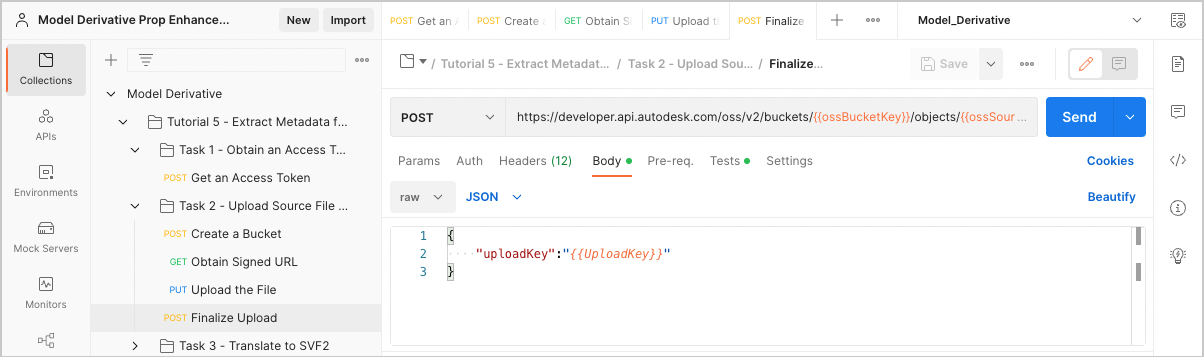 Model Derivative Prop Enhance...
New
Import
POST Get an A
POST Create a
GET Obtain Si
PUT Upload th
POST Finalize
Model_Derivative
Collections
APIs
Environments
Mock Servers
Monitors
Model Derivative
Tutorial 5 - Extract Metadata f...
Task 1 - Obtain an Access T...
POST Get an Access Token
Task 2 - Upload Source File ...
POST Create a Bucket
GET Obtain Signed URL
PUT Upload the File
POST Finalize Upload
Task 3 - Translate to SVF2
/ Tutorial 5 - Extract Metadat... / Task 2 - Upload Sou... / Finalize...
Save
POST
https://developer.api.autodesk.com/oss/v2/buckets/{{ossBucketKey}}/objects/{{ossSour ...
Send
Params Auth Headers (12) Body Pre-req. Tests Settings
Cookies
raw
JSON
Beautify
1 {
2 "uploadKey":"{{UploadKey}}"
3 }